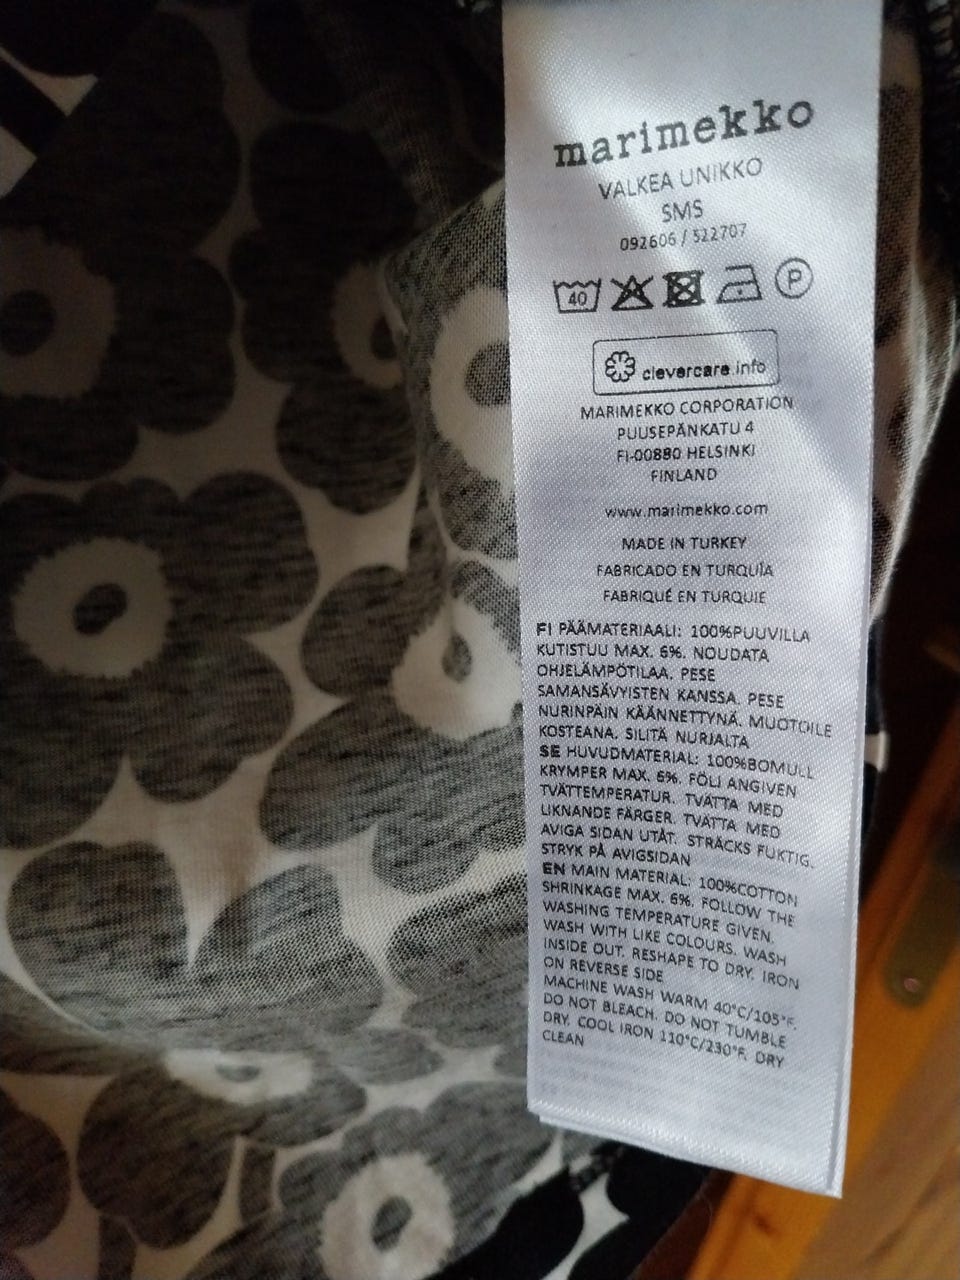 marimekko
VALKEA UNIKKO
SMS
092606 / 522707
40 P
clevercare.info
MARIMEKKO CORPORATION
PUUSEPÄNKATU 4
FI-00880 HELSINKI
FINLAND
www.marimekko.com
MADE IN TURKEY
FABRICADO EN TURQUÍA
FABRIQUÉ EN TURQUIE
FI PÄÄMATERIAALI: 100%PUUVILLA
KUTISTUU MAX. 6%. NOUDATA
OHJELÄMPÖTILAA. PESE
SAMANSÄVYISTEN KANSSA. PESE
NURINPÄIN KÄÄNNETTYNÄ. MUOTOILE
KOSTEANA. SILITÄ NURJALTA
SE HUVUDMATERIAL: 100%BOMULL
KRYMPER MAX. 6%. FÖLJ ANGIVEN
TVÄTTEMPERATUR. TVÄTTA MED
LIKNANDE FÄRGER. TVÄTTA MED
AVIGA SIDAN UTÅT. STRÄCKS FUKTIG.
STRYK PÅ AVIGSIDAN
EN MAIN MATERIAL: 100%COTTON
SHRINKAGE MAX. 6%. FOLLOW THE
WASHING TEMPERATURE GIVEN.
WASH WITH LIKE COLOURS. WASH
INSIDE OUT. RESHAPE TO DRY. IRON
ON REVERSE SIDE
MACHINE WASH WARM 40°C/105°F.
DO NOT BLEACH. DO NOT TUMBLE
DRY. COOL IRON 110°C/230°F. DRY
CLEAN